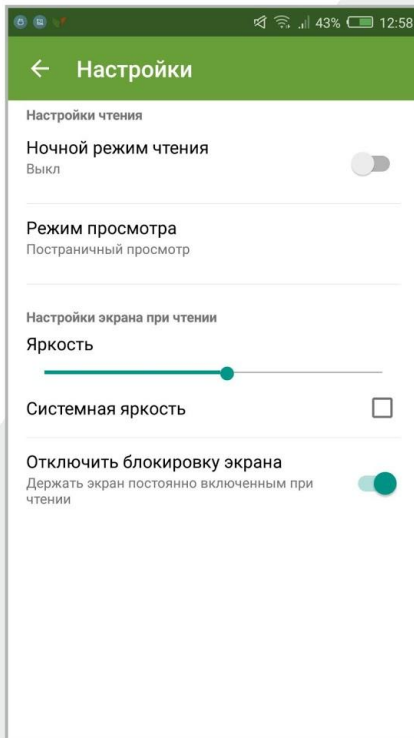 43% 12:58
Настройки
Настройки чтения
Ночной режим чтения
Выкл
Режим просмотра
Постраничный просмотр
Настройки экрана при чтении
Яркость
Системная яркость
Отключить блокировку экрана
Держать экран постоянно включенным при
чтении